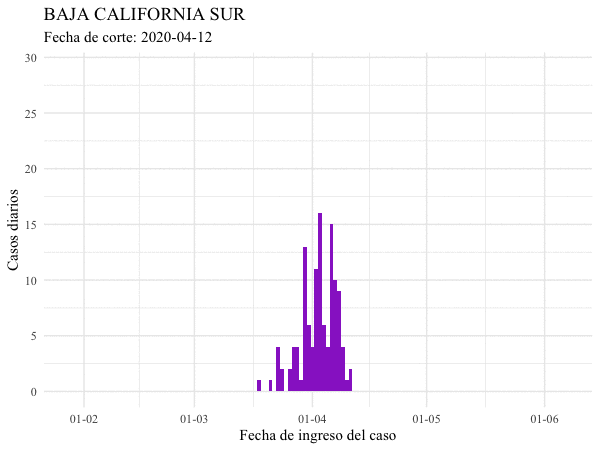 BAJA CALIFORNIA SUR
Fecha de corte: 2020-04-12
Casos diarios
30
25
20
15
10
5
0
01-02 01-03 01-04 01-05 01-06
Fecha de ingreso del caso